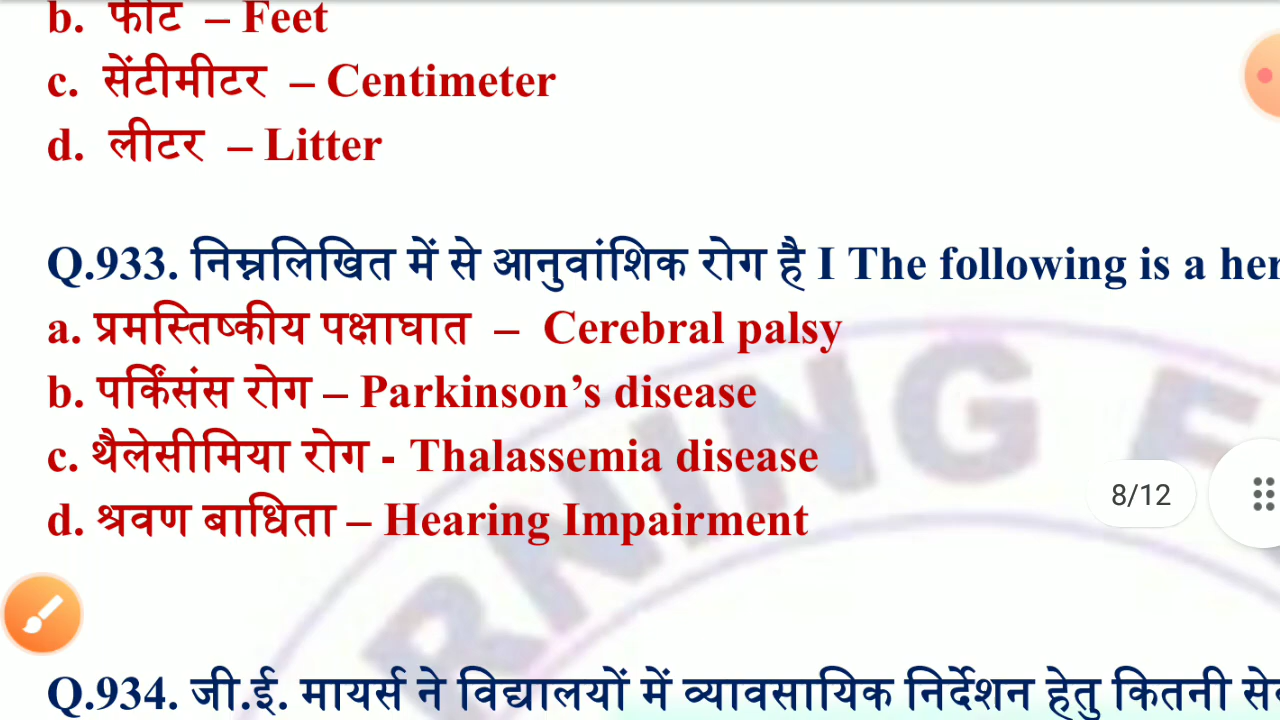 b. फीट – Feet
c. सेंटीमीटर – Centimeter
d. लीटर – Litter
Q.933. निम्नलिखित में से आनुवांशिक रोग है I The following is a her
a. प्रमस्तिष्कीय पक्षाघात – Cerebral palsy
b. पर्किंसंस रोग – Parkinson’s disease
c. थैलेसीमिया रोग - Thalassemia disease
d. श्रवण बाधिता – Hearing Impairment
8/12
RNING E
Q.934. जी.ई. मायर्स ने विद्यालयों में व्यावसायिक निर्देशन हेतु कितनी से